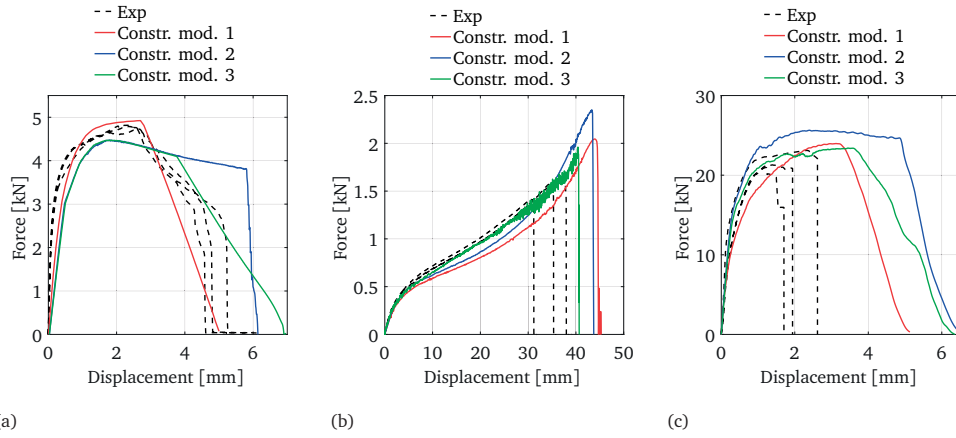 Exp
Constr. mod. 1
Constr. mod. 2
Constr. mod. 3
5
4
3
2
1
0
0 2 4 6
Force [kN]
Displacement [mm]
(a)
Exp
Constr. mod. 1
Constr. mod. 2
Constr. mod. 3
2.5
2
1.5
1
0.5
0
0 10 20 30 40 50
Force [kN]
Displacement [mm]
(b)
Exp
Constr. mod. 1
Constr. mod. 2
Constr. mod. 3
30
20
10
0
0 2 4 6
Force [kN]
Displacement [mm]
(c)